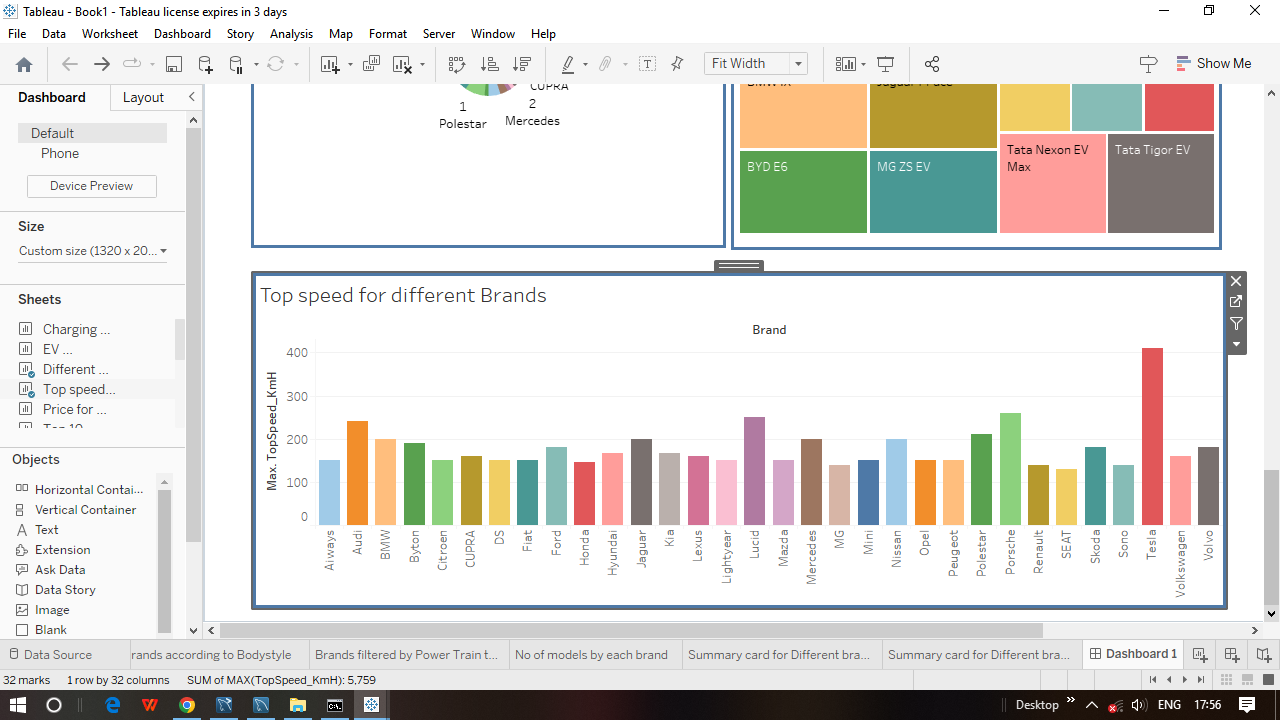 Tableau - Book1 - Tableau license expires in 3 days
File Data Worksheet Dashboard Story Analysis Map Format Server Window Help
Fit Width
Show Me
Dashboard Layout
Default
Phone
Device Preview
Size
Custom size (1320 x 20...
Sheets
Charging ...
EV ...
Different ...
Top speed...
Price for ...
Objects
Horizontal Contai...
Vertical Container
Text
Extension
Ask Data
Data Story
Image
Blank
CUPRA
1
2
Polestar
Mercedes
Tata Nexon EV
Max
Tata Tigor EV
BYD E6
MG ZS EV
Top speed for different Brands
Brand
Max. TopSpeed_KmH
400
300
200
100
0
Aiways
Audi
BMW
Byton
Citroen
CUPRA
DS
Fiat
Ford
Honda
Hyundai
Jaguar
Kia
Lexus
Lightyear
Lucid
Mazda
Mercedes
MG
Mini
Nissan
Opel
Peugeot
Polestar
Porsche
Renault
SEAT
Skoda
Sono
Tesla
Volkswagen
Volvo
Data Source
rands according to Bodystyle
Brands filtered by Power Train t...
No of models by each brand
Summary card for Different bra...
Summary card for Different bra...
Dashboard 1
32 marks 1 row by 32 columns SUM of MAX(TopSpeed_KmH): 5,759
Desktop
ENG
17:56